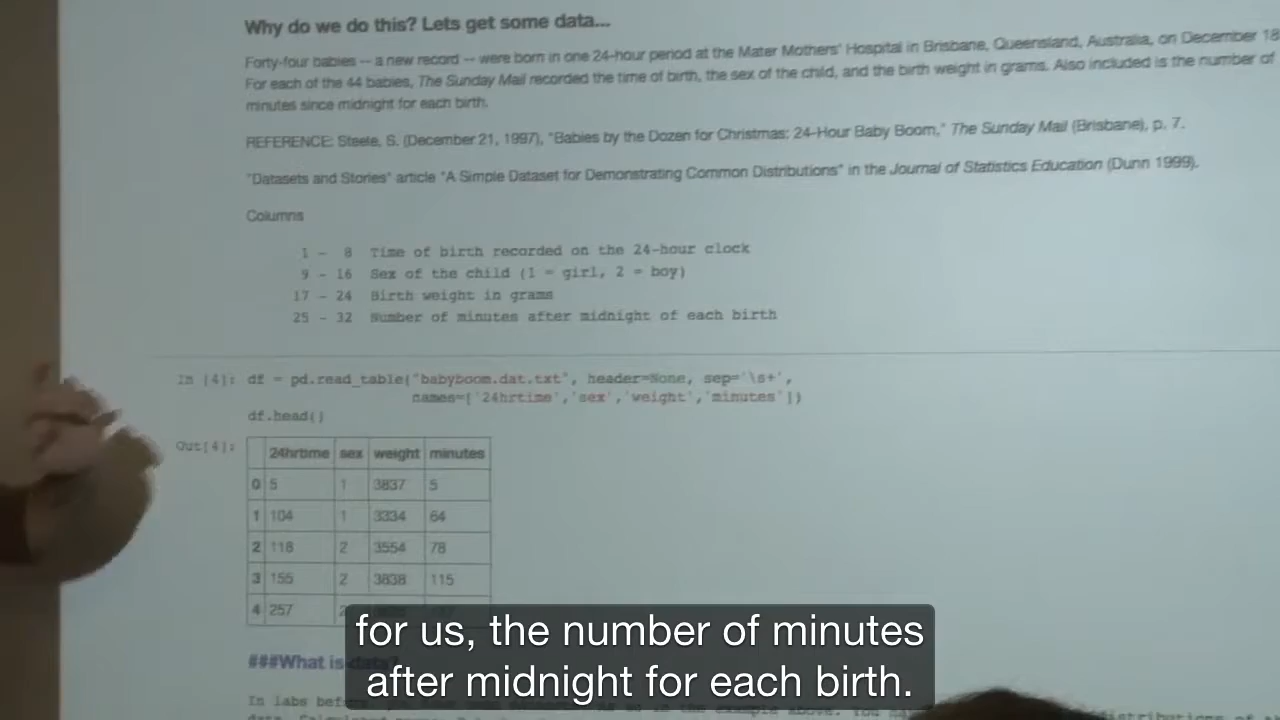 Why do we do this? Lets get some data...
Forty-four babies -- a new record -- were born in one 24-hour period at the Mater Mothers' Hospital in Brisbane, Queensland, Australia, on December 18
For each of the 44 babies, The Sunday Mail recorded the time of birth, the sex of the child, and the birth weight in grams. Also included is the number of
minutes since midnight for each birth.
REFERENCE: Steele, S. (December 21, 1997), "Babies by the Dozen for Christmas: 24-Hour Baby Boom," The Sunday Mail (Brisbane), p. 7.
"Datasets and Stories" article "A Simple Dataset for Demonstrating Common Distributions" in the Journal of Statistics Education (Dunn 1999).
Columns
1 - 8 Time of birth recorded on the 24-hour clock
9 - 16 Sex of the child (1 = girl, 2 = boy)
17 - 24 Birth weight in grams
25 - 32 Number of minutes after midnight of each birth
In [4]: df = pd.read_table("babyboom.dat.txt", header=None, sep='\s+',
names=['24hrtime','sex','weight','minutes'])
df.head()
Out[4]:
24hrtime sex weight minutes
0 5 1 3837 5
1 104 1 3334 64
2 118 2 3554 78
3 155 2 3838 115
4 257
###What is data?
In labs
for us, the number of minutes
after midnight for each birth.